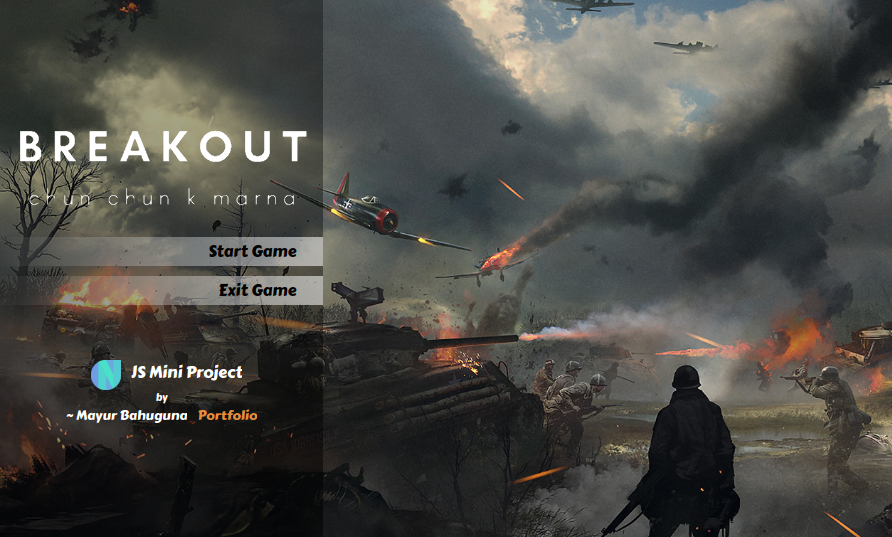 BREAKOUT
chun chun k marna
Start Game
Exit Game
JS Mini Project
by
~ Mayur Bahuguna Portfolio